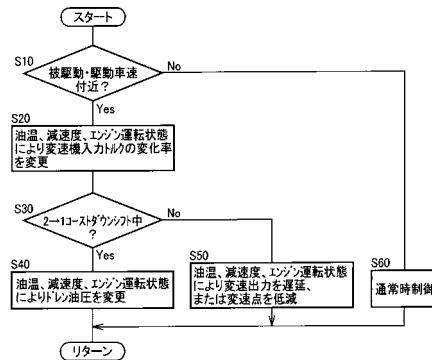 スタート
S10
被駆動・駆動車速
付近?
No
Yes
S20
油温、減速度、エンジン運転状態
により変速機入力トルクの変化率
を変更
S30
2→1コーストダウンシフト中
?
No
Yes
S40
油温、減速度、エンジン運転状態
によりドレン油圧を変更
S50
油温、減速度、エンジン運転状態
により変速出力を遅延、
または変速点を低減
S60
通常時制御
リターン